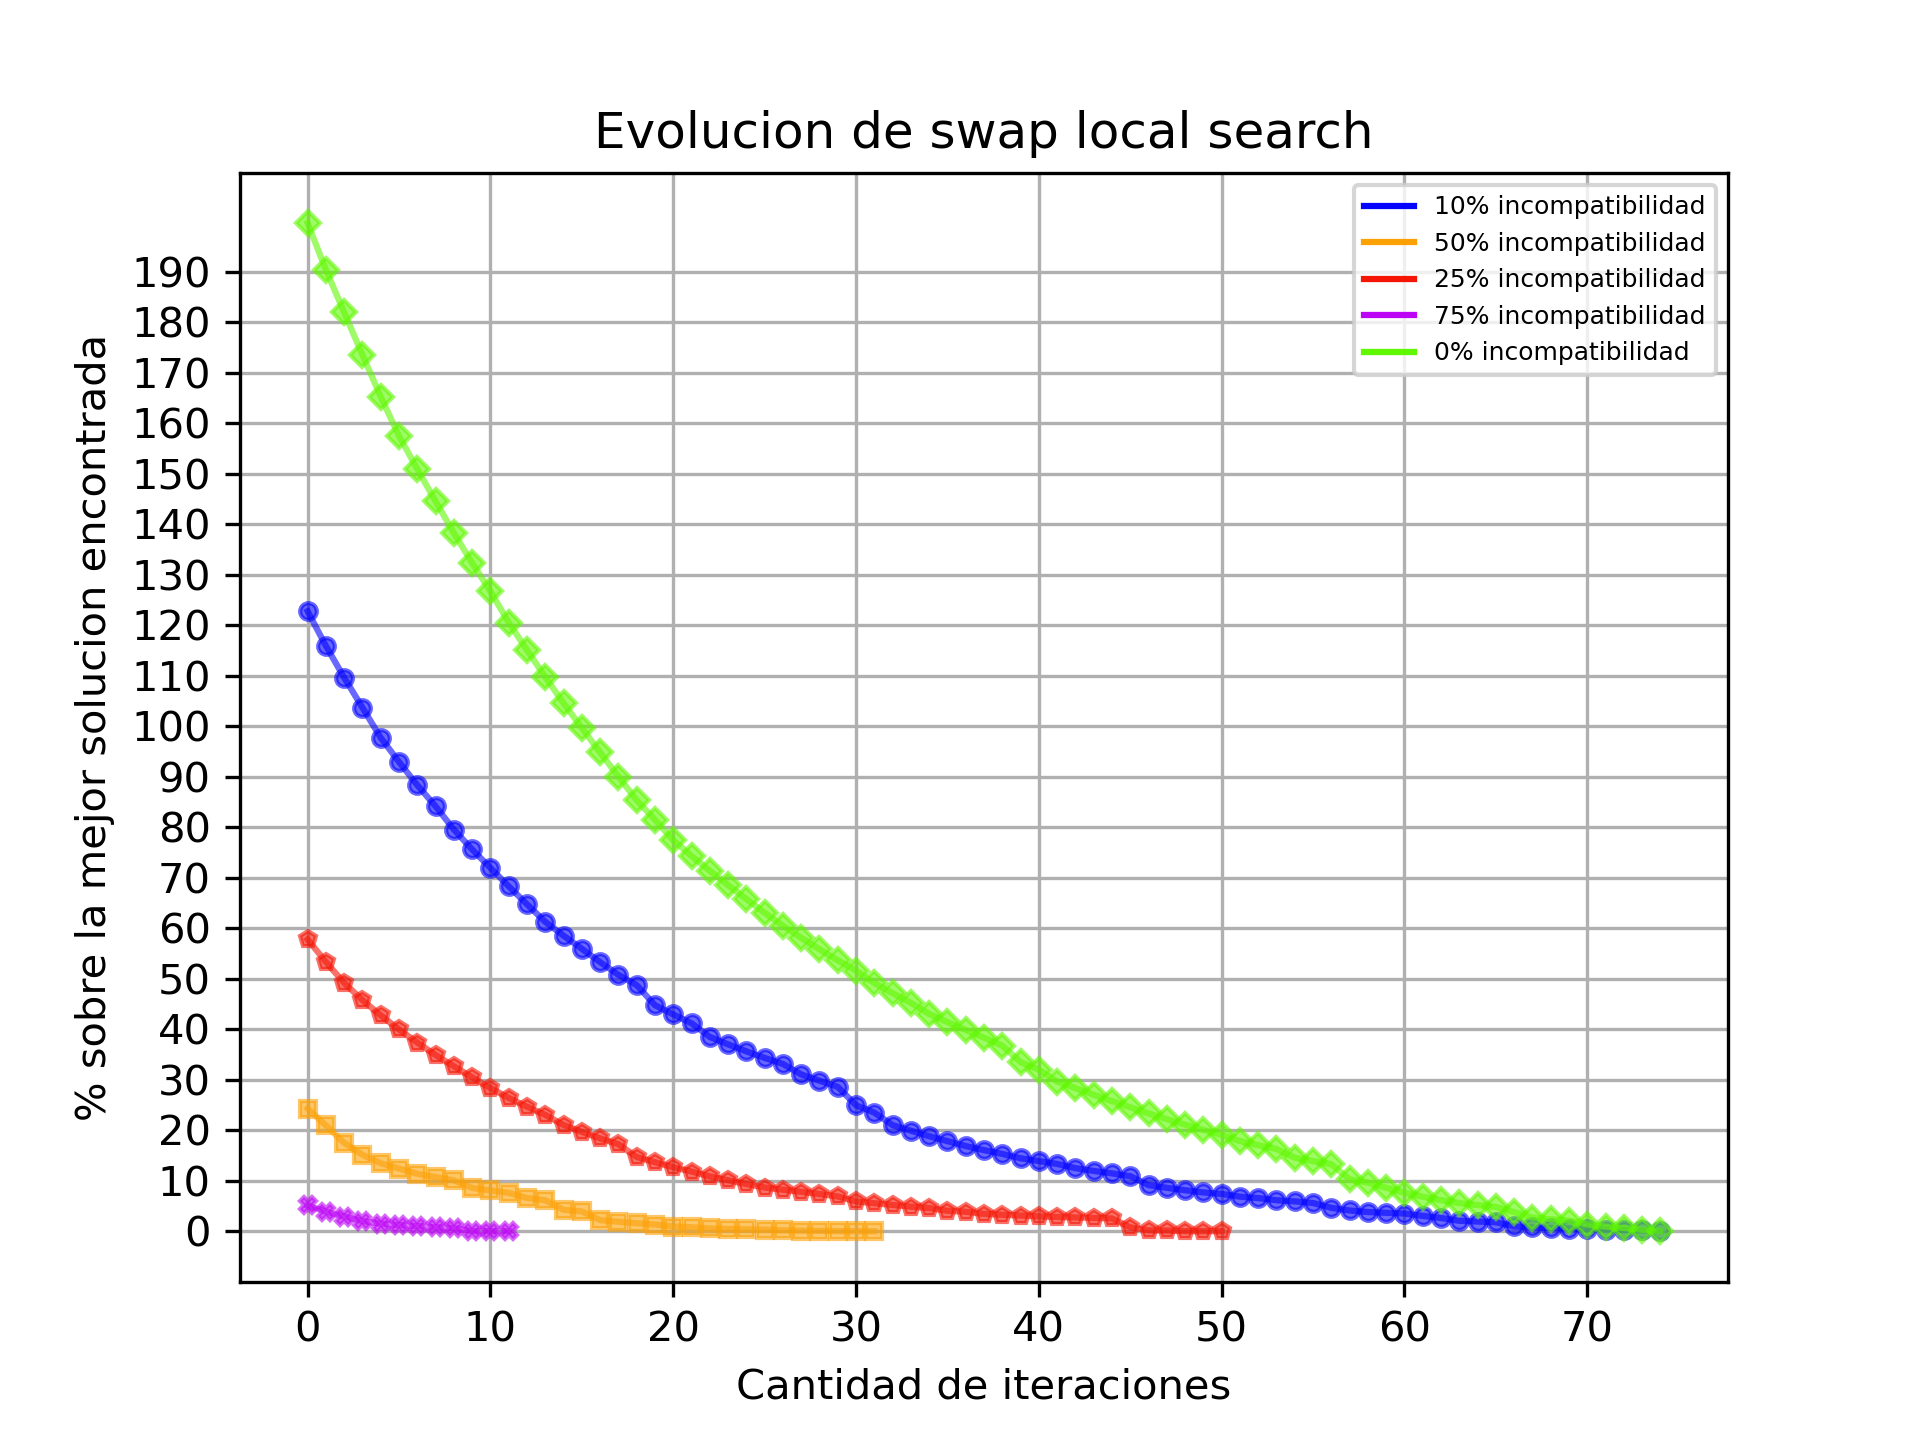 Evolucion de swap local search
10% incompatibilidad
50% incompatibilidad
25% incompatibilidad
75% incompatibilidad
0% incompatibilidad
% sobre la mejor solucion encontrada
190
180
170
160
150
140
130
120
110
100
90
80
70
60
50
40
30
20
10
0
0 10 20 30 40 50 60 70
Cantidad de iteraciones